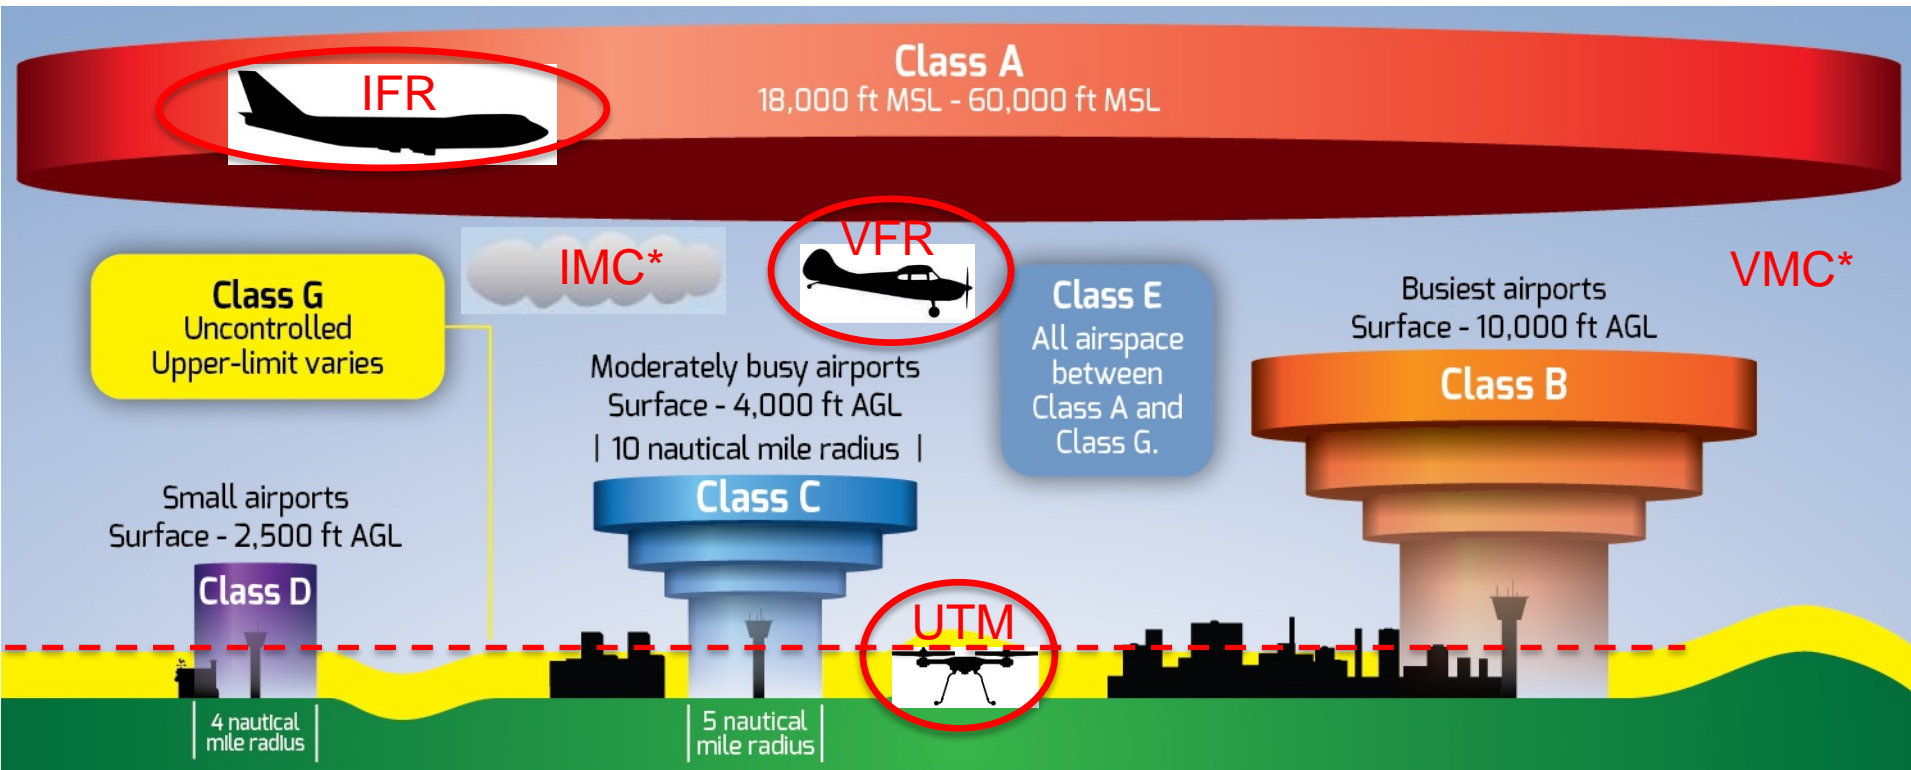 Class A
18,000 ft MSL - 60,000 ft MSL
IFR
VFR
IMC*
VMC*
Class G
Uncontrolled
Upper-limit varies
Class E
All airspace
between
Class A and
Class G.
Busiest airports
Surface - 10,000 ft AGL
Class B
Moderately busy airports
Surface - 4,000 ft AGL
| 10 nautical mile radius |
Class C
Small airports
Surface - 2,500 ft AGL
Class D
UTM
4 nautical
mile radius
5 nautical
mile radius